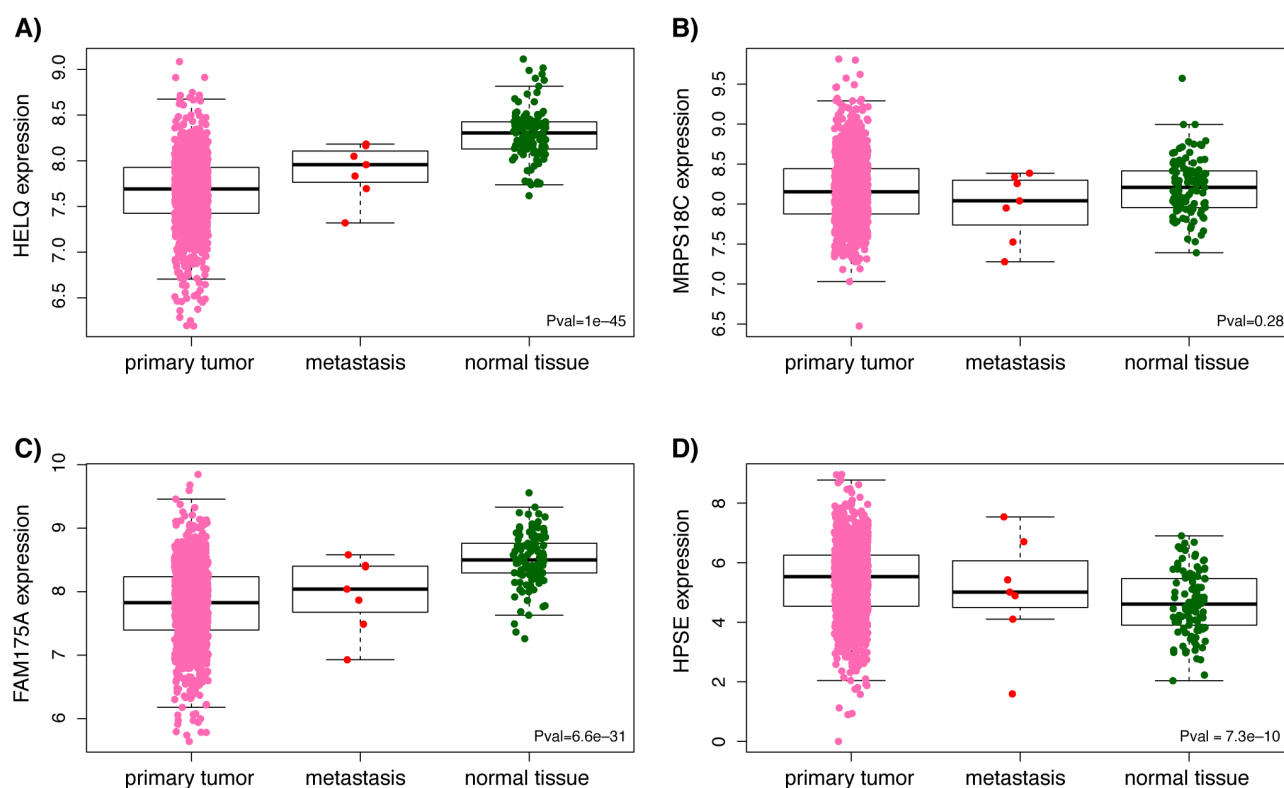 A)
HELQ expression
9.0
8.5
8.0
7.5
7.0
6.5
Pval=1e–45
primary tumor metastasis normal tissue
B)
MRPS18C expression
9.5
9.0
8.5
8.0
7.5
7.0
6.5
Pval=0.28
primary tumor metastasis normal tissue
C)
FAM175A expression
10
9
8
7
6
Pval=6.6e–31
primary tumor metastasis normal tissue
D)
HPSE expression
8
6
4
2
0
Pval = 7.3e–10
primary tumor metastasis normal tissue